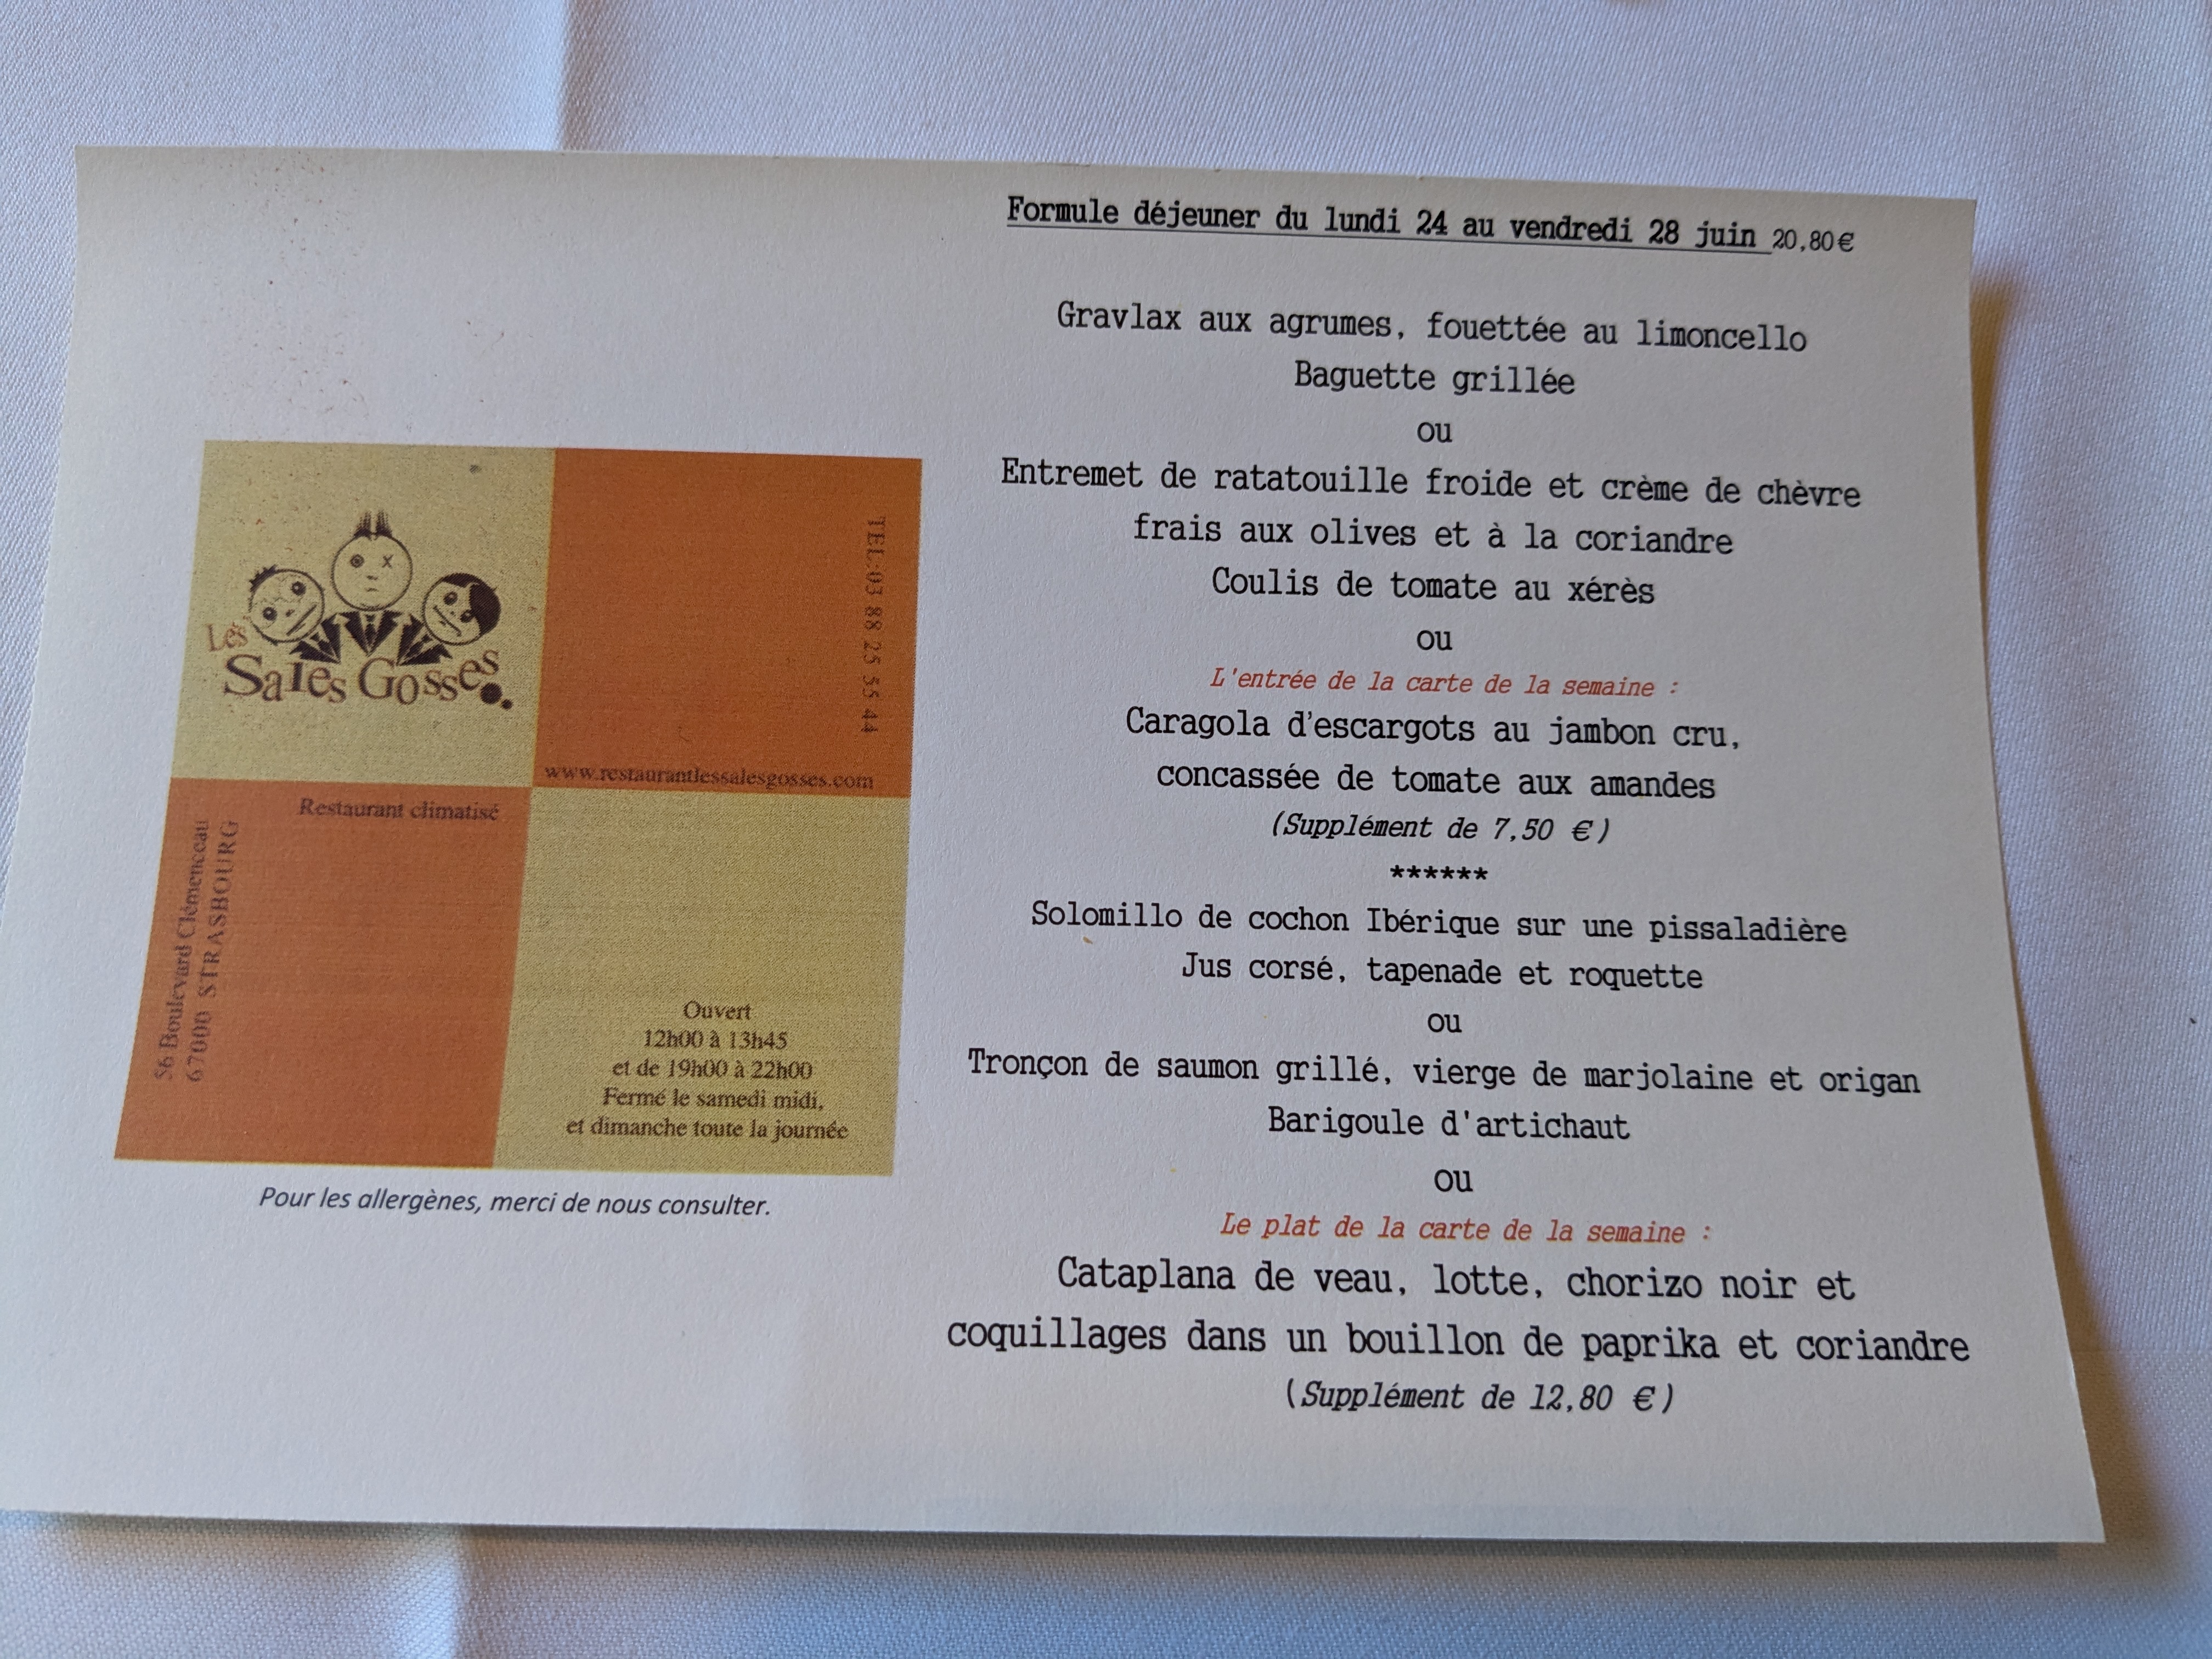 Formule déjeuner du lundi 24 au vendredi 28 juin 20,80€
Gravlax aux agrumes, fouettée au limoncello
Baguette grillée
ou
Entremet de ratatouille froide et crème de chèvre
frais aux olives et à la coriandre
Coulis de tomate au xérès
ou
L'entrée de la carte de la semaine :
Caragola d'escargots au jambon cru,
concassée de tomate aux amandes
(Supplément de 7,50 €)
******
Solomillo de cochon Ibérique sur une pissaladière
Jus corsé, tapenade et roquette
ou
Tronçon de saumon grillé, vierge de marjolaine et origan
Barigoule d'artichaut
ou
Le plat de la carte de la semaine :
Cataplana de veau, lotte, chorizo noir et
coquillages dans un bouillon de paprika et coriandre
(Supplément de 12,80 €)
Les
Sales Gosses
TEL:03 88 25 55 44
www.restaurantlessalesgosses.com
Restaurant climatisé
56 Boulevard Clémenceau
67000 STRASBOURG
Ouvert
12h00 à 13h45
et de 19h00 à 22h00
Fermé le samedi midi,
et dimanche toute la journée
Pour les allergènes, merci de nous consulter.